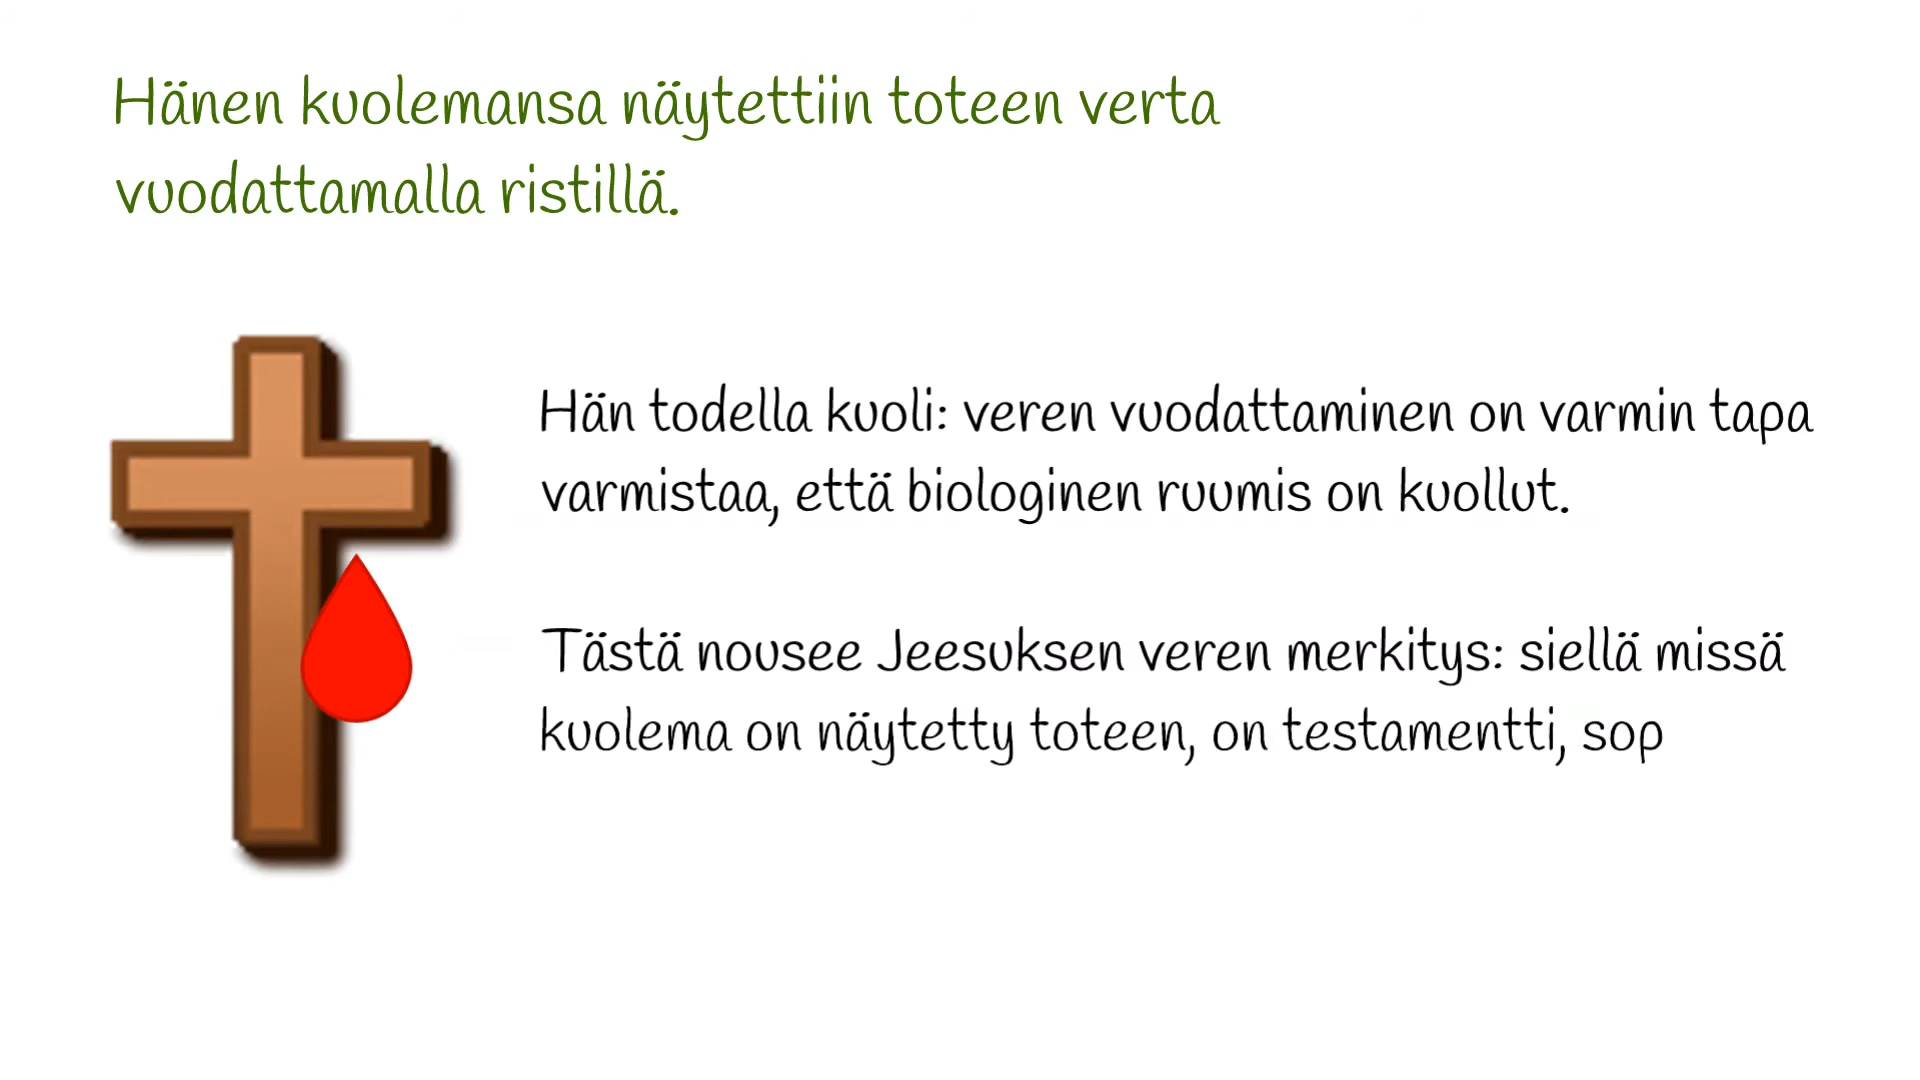 Hänen kuolemansa näytettiin toteen verta
vuodattamalla ristillä.
Hän todella kuoli: veren vuodattaminen on varmin tapa
varmistaa, että biologinen ruumis on kuollut.
Tästä nousee Jeesuksen veren merkitys: siellä missä
kuolema on näytetty toteen, on testamentti, sop